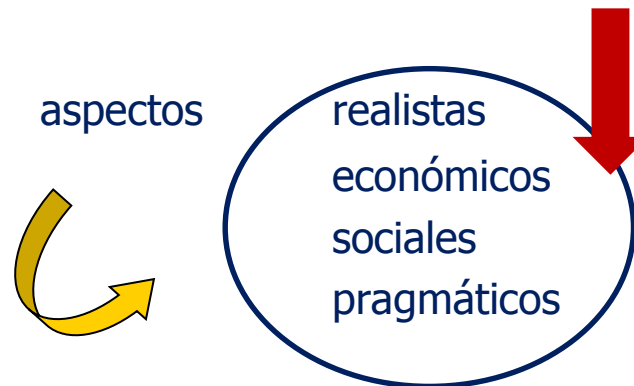 aspectos realistas
económicos
sociales
pragmáticos